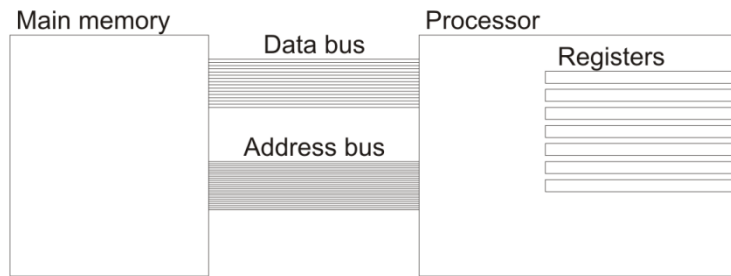 Main memory
Processor
Data bus
Registers
Address bus